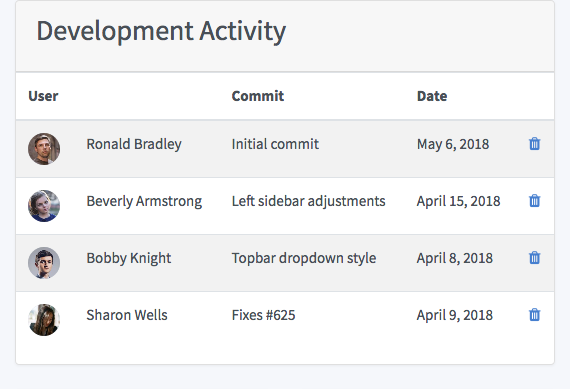 Development Activity
User Commit Date
Ronald Bradley Initial commit May 6, 2018
Beverly Armstrong Left sidebar adjustments April 15, 2018
Bobby Knight Topbar dropdown style April 8, 2018
Sharon Wells Fixes #625 April 9, 2018